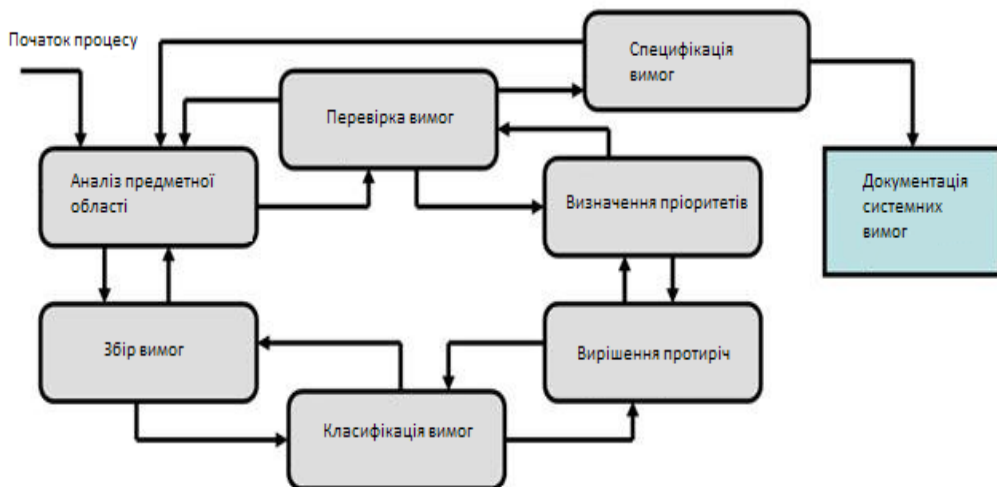 Початок процесу
Специфікація
вимог
Перевірка вимог
Аналіз предметної
області
Визначення пріоритетів
Документація
системних
вимог
Збір вимог
Вирішення протиріч
Класифікація вимог